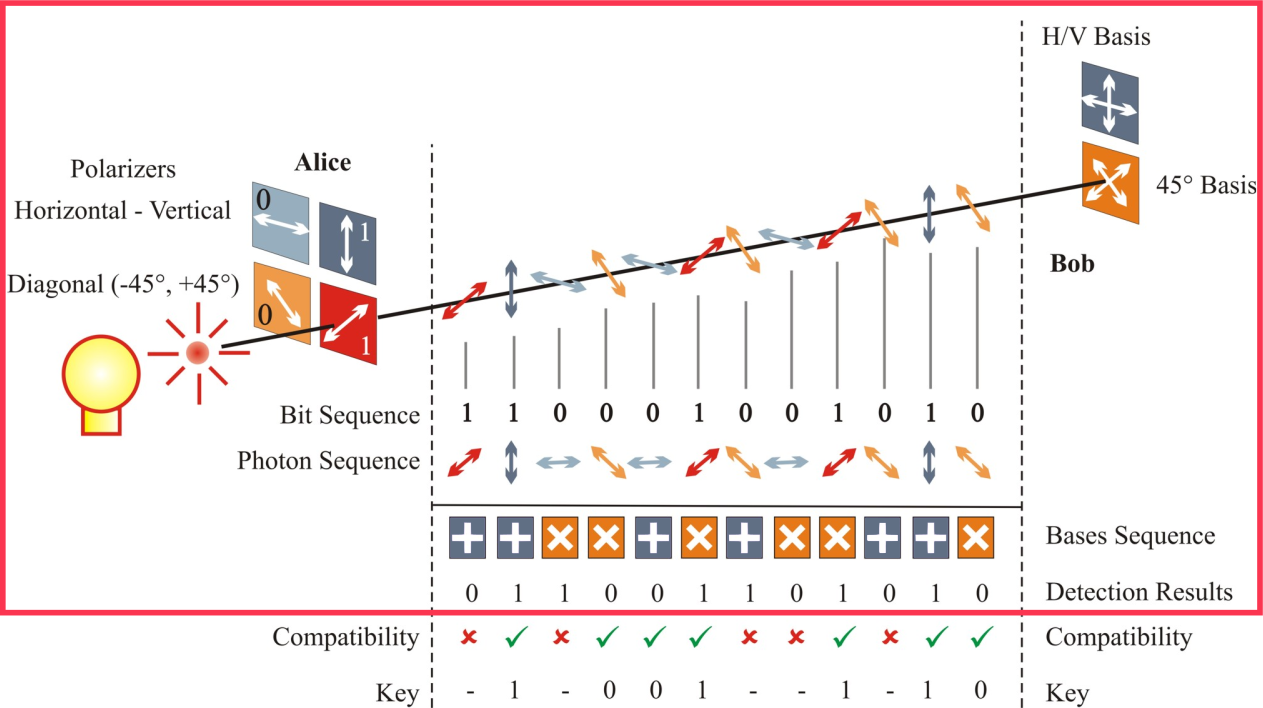 H/V Basis
Alice
Polarizers
Horizontal - Vertical
0
1
45° Basis
Bob
Diagonal (-45°, +45°)
0
1
Bit Sequence 1 1 0 0 0 1 0 0 1 0 1 0
Photon Sequence
Bases Sequence
0 1 1 0 0 1 1 0 1 0 1 0 Detection Results
Compatibility Compatibility
Key - 1 - 0 0 1 - - 1 - 1 0 Key